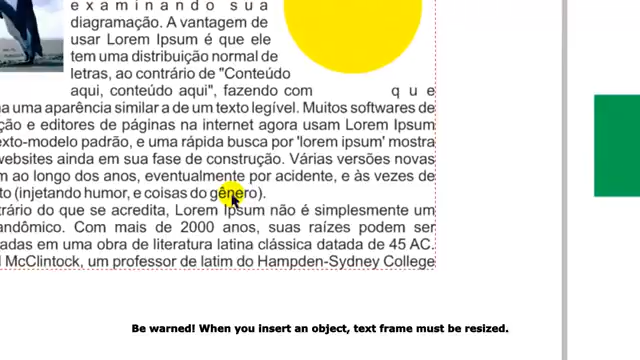 examinando sua
diagramação. A vantagem de
usar Lorem Ipsum é que ele
tem uma distribuição normal de
letras, ao contrário de "Conteúdo
aqui, conteúdo aqui", fazendo com que
uma aparência similar a de um texto legível. Muitos softwares de
ção e editores de páginas na internet agora usam Lorem Ipsum
exto-modelo padrão, e uma rápida busca por 'lorem ipsum' mostra
websites ainda em sua fase de construção. Várias versões novas
ao longo dos anos, eventualmente por acidente, e às vezes de
to (injetando humor, e coisas do gênero).
trário do que se acredita, Lorem Ipsum não é simplesmente um
andômico. Com mais de 2000 anos, suas raízes podem ser
adas em uma obra de literatura latina clássica datada de 45 AC.
McClintock, um professor de latim do Hampden-Sydney College
Be warned! When you insert an object, text frame must be resized.